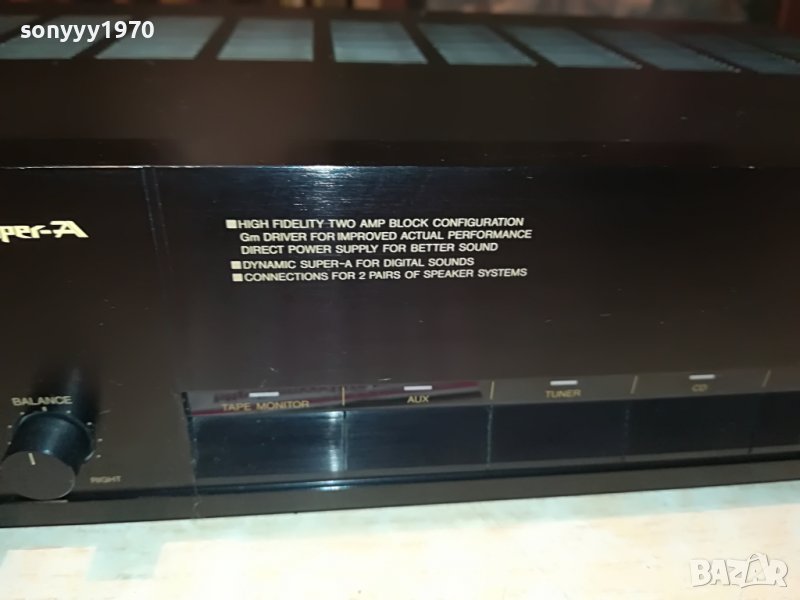 sonyyy1970
■HIGH FIDELITY TWO AMP BLOCK CONFIGURATION
Gm DRIVER FOR IMPROVED ACTUAL PERFORMANCE
DIRECT POWER SUPPLY FOR BETTER SOUND
■DYNAMIC SUPER-A FOR DIGITAL SOUNDS
■CONNECTIONS FOR 2 PAIRS OF SPEAKER SYSTEMS
per-A
BALANCE
RIGHT
TAPE MONITOR
AUX
TUNER
CD
BAZAR